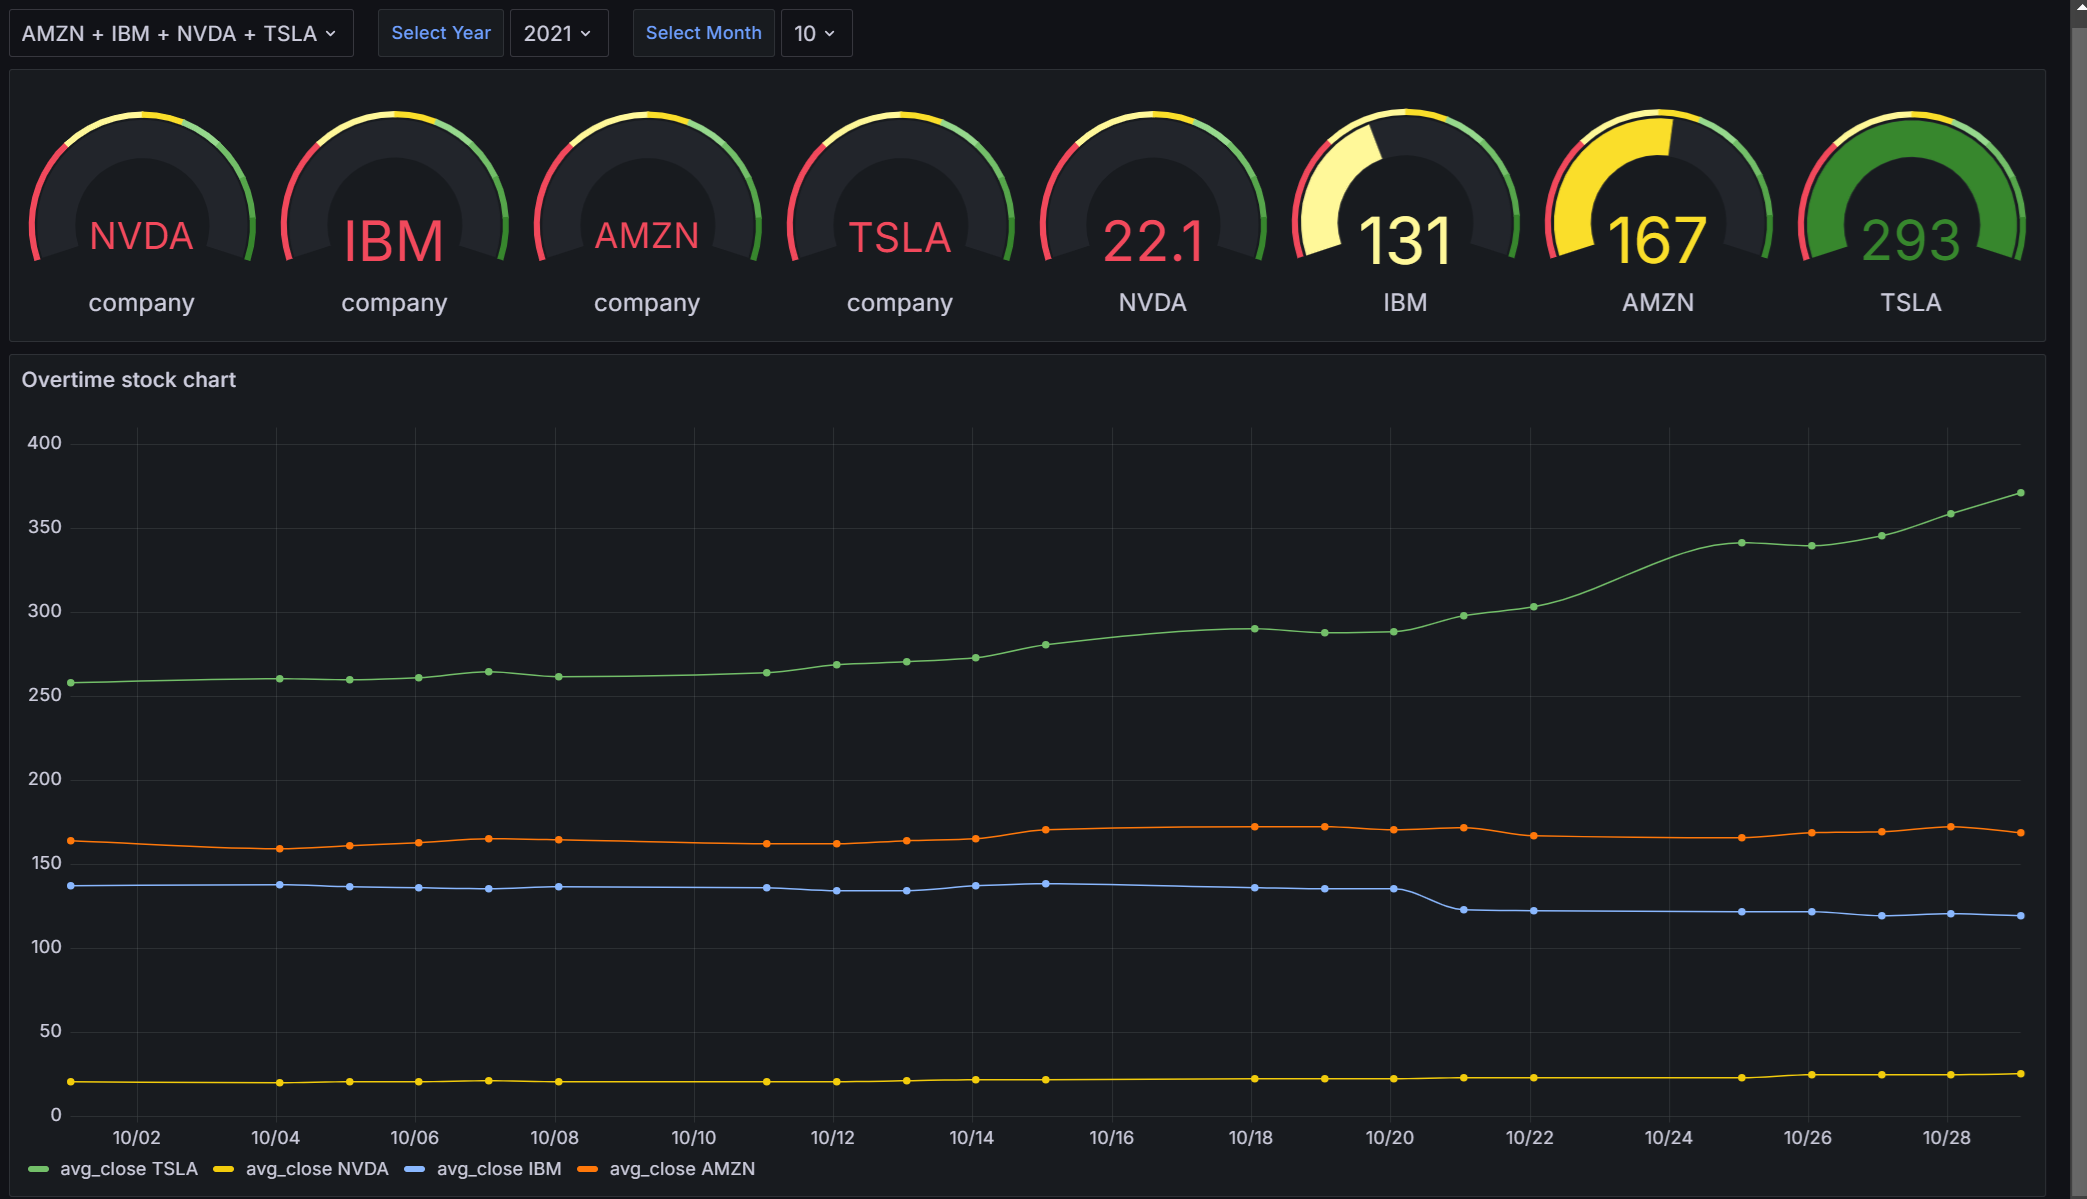 AMZN + IBM + NVDA + TSLA Select Year 2021 Select Month 10
NVDA IBM AMZN TSLA 22.1 131 167 293
company company company company NVDA IBM AMZN TSLA
Overtime stock chart
400
350
300
250
200
150
100
50
0
10/02 10/04 10/06 10/08 10/10 10/12 10/14 10/16 10/18 10/20 10/22 10/24 10/26 10/28
avg_close TSLA avg_close NVDA avg_close IBM avg_close AMZN